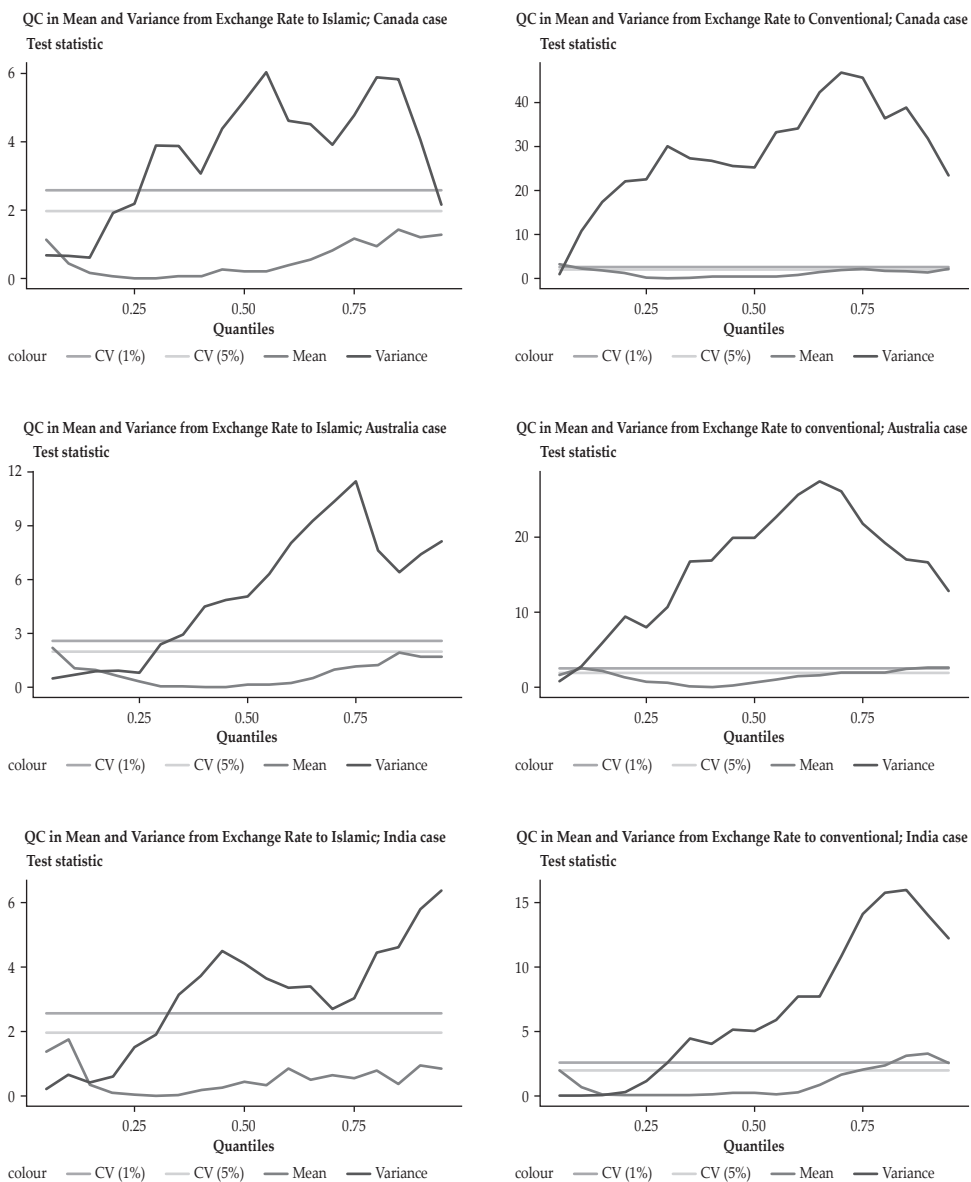 QC in Mean and Variance from Exchange Rate to Islamic; Canada case
Test statistic
6
4
2
0
0.25 0.50 0.75
Quantiles
colour CV (1%) CV (5%) Mean Variance
QC in Mean and Variance from Exchange Rate to Conventional; Canada case
Test statistic
40
30
20
10
0
0.25 0.50 0.75
Quantiles
colour CV (1%) CV (5%) Mean Variance
QC in Mean and Variance from Exchange Rate to Islamic; Australia case
Test statistic
12
9
6
3
0
0.25 0.50 0.75
Quantiles
colour CV (1%) CV (5%) Mean Variance
QC in Mean and Variance from Exchange Rate to conventional; Australia case
Test statistic
20
10
0
0.25 0.50 0.75
Quantiles
colour CV (1%) CV (5%) Mean Variance
QC in Mean and Variance from Exchange Rate to Islamic; India case
Test statistic
6
4
2
0
0.25 0.50 0.75
Quantiles
colour CV (1%) CV (5%) Mean Variance
QC in Mean and Variance from Exchange Rate to conventional; India case
Test statistic
15
10
5
0
0.25 0.50 0.75
Quantiles
colour CV (1%) CV (5%) Mean Variance